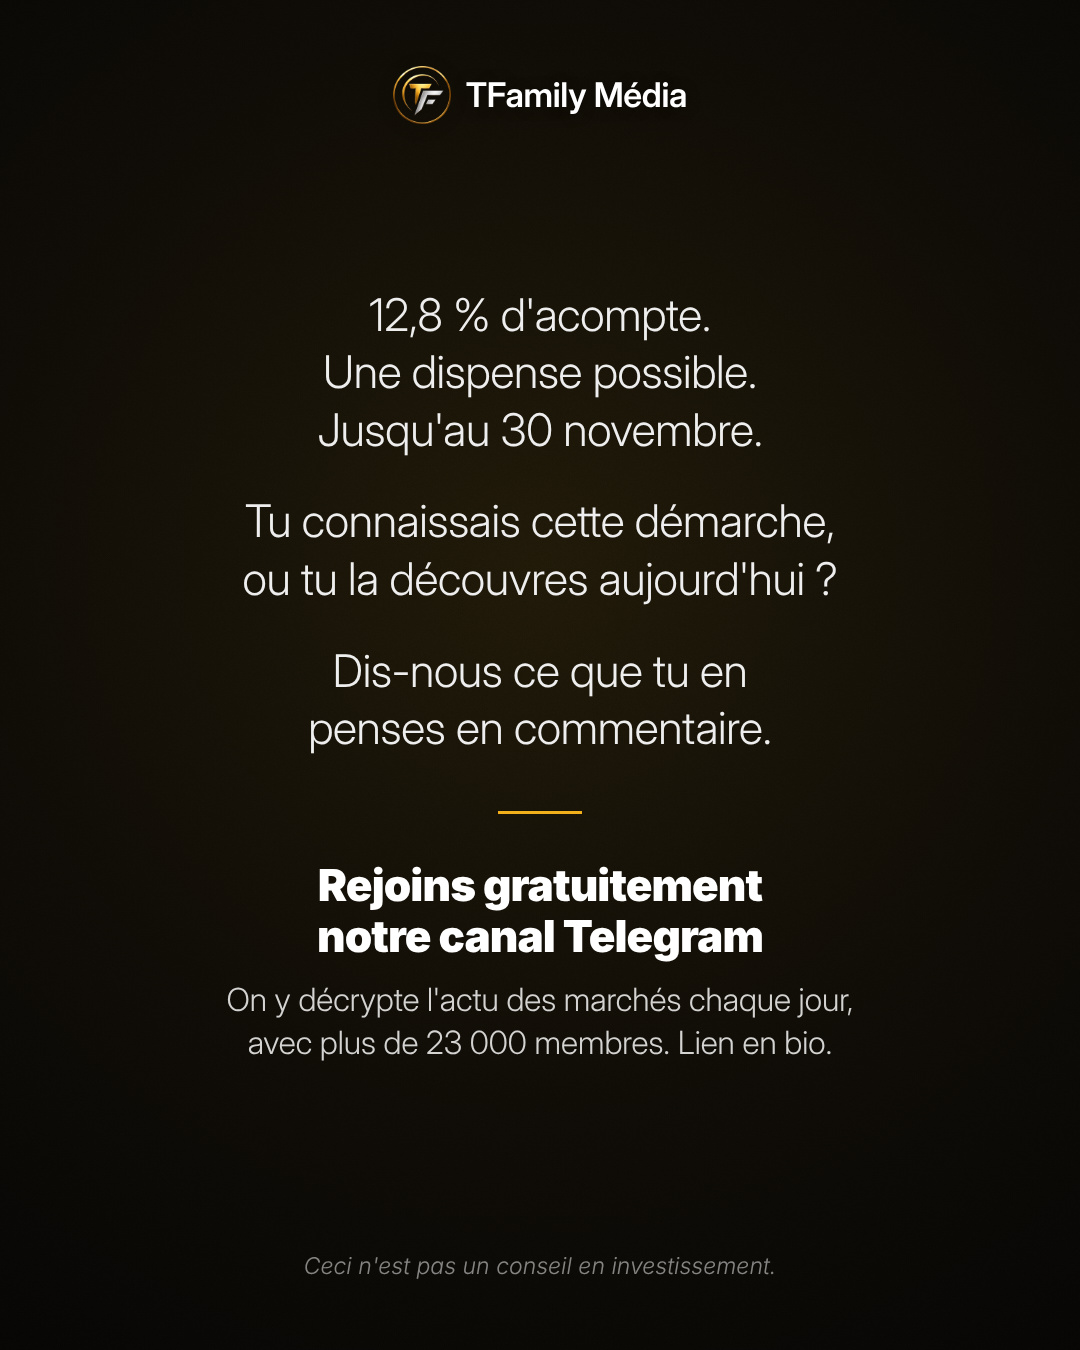 TF TFamily Média
12,8 % d'acompte.
Une dispense possible.
Jusqu'au 30 novembre.
Tu connaissais cette démarche,
ou tu la découvres aujourd'hui ?
Dis-nous ce que tu en
penses en commentaire.
Rejoins gratuitement
notre canal Telegram
On y décrypte l'actu des marchés chaque jour,
avec plus de 23 000 membres. Lien en bio.
Ceci n'est pas un conseil en investissement.